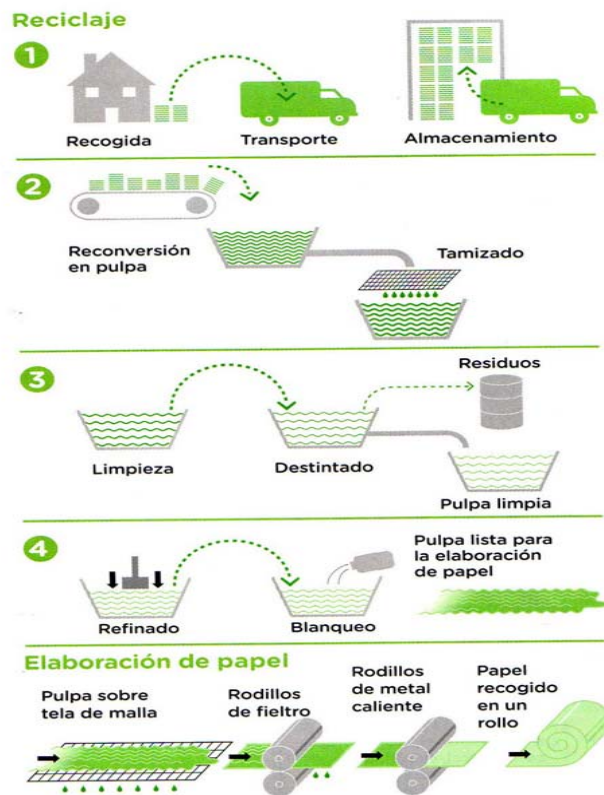 Reciclaje
1
Recogida
Transporte
Almacenamiento
2
Reconversión
en pulpa
Tamizado
3
Limpieza
Destintado
Residuos
Pulpa limpia
4
Refinado
Blanqueo
Pulpa lista para
la elaboración
de papel
Elaboración de papel
Pulpa sobre
tela de malla
Rodillos
de fieltro
Rodillos
de metal
caliente
Papel
recogido
en un
rollo